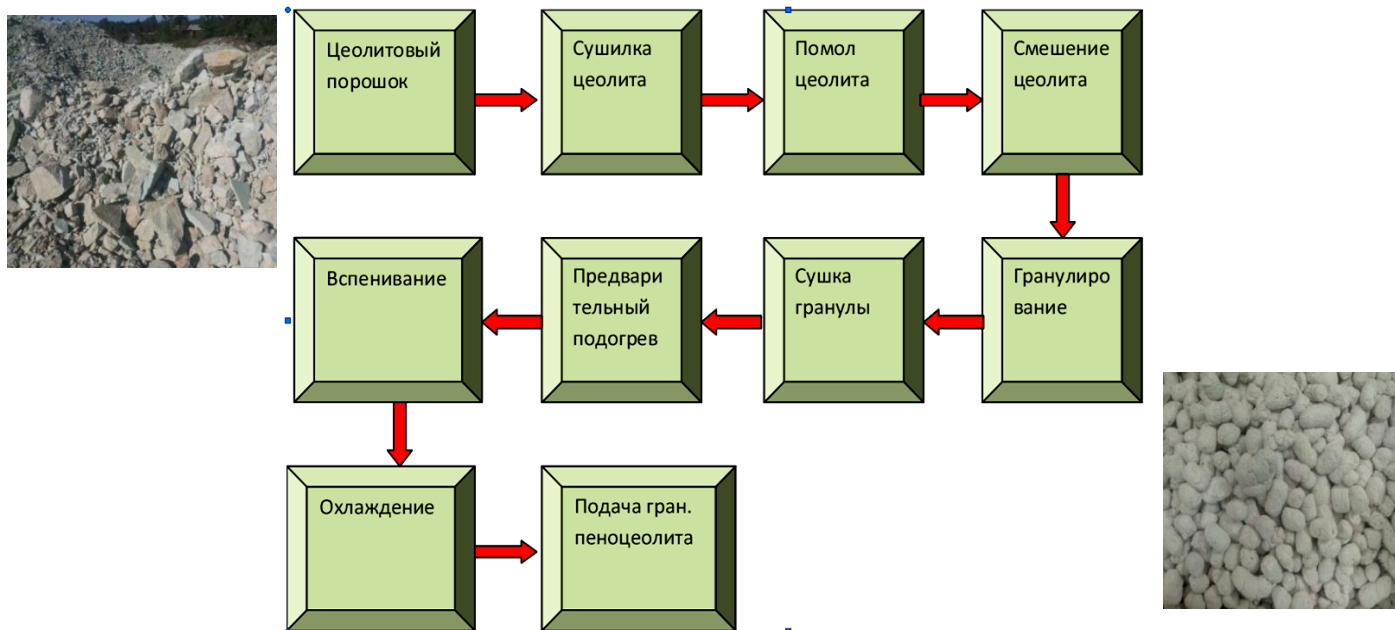 Цеолитовый
порошок
Сушилка
цеолита
Помол
цеолита
Смешение
цеолита
Вспенивание
Предвари
тельный
подогрев
Сушка
гранулы
Гранулиро
вание
Охлаждение
Подача гран.
пеноцеолита